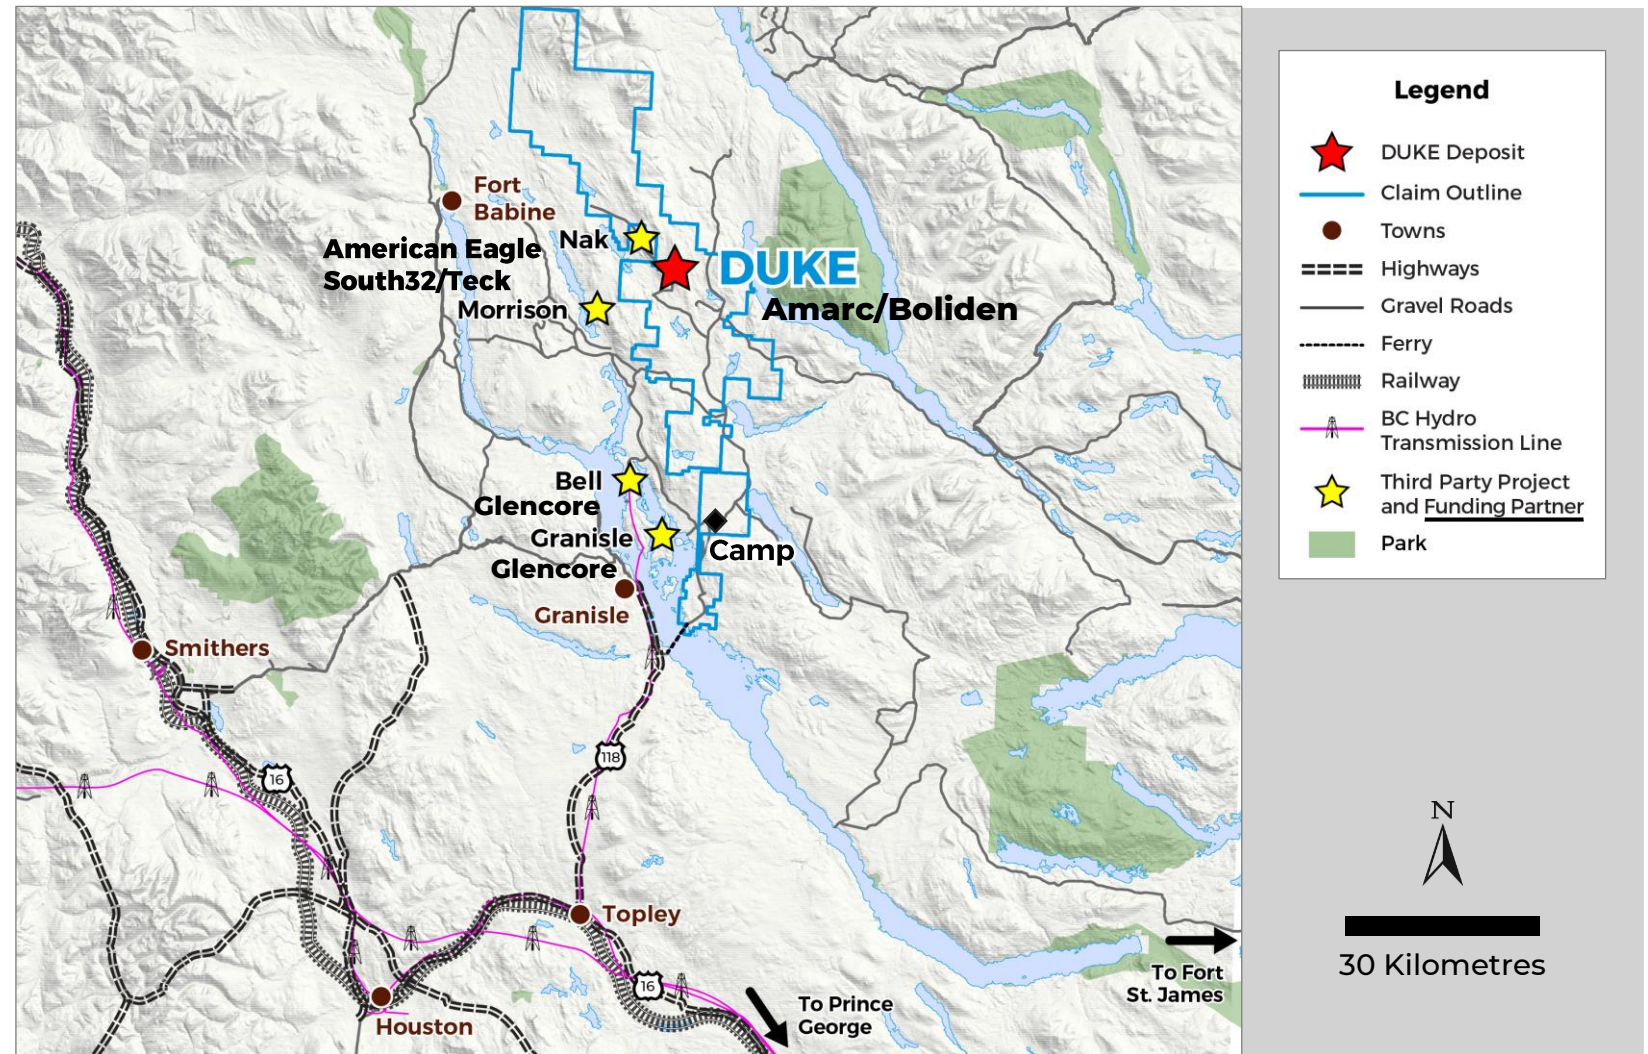 Fort
Babine
American Eagle
South32/Teck
Nak
DUKE
Amarc/Boliden
Morrison
Bell
Glencore
Granisle
Glencore
Camp
Granisle
Smithers
118
16
Topley
16
Houston
To Prince
George
To Fort
St. James
Legend
DUKE Deposit
Claim Outline
Towns
Highways
Gravel Roads
Ferry
Railway
BC Hydro
Transmission Line
Third Party Project
and Funding Partner
Park
N
30 Kilometres